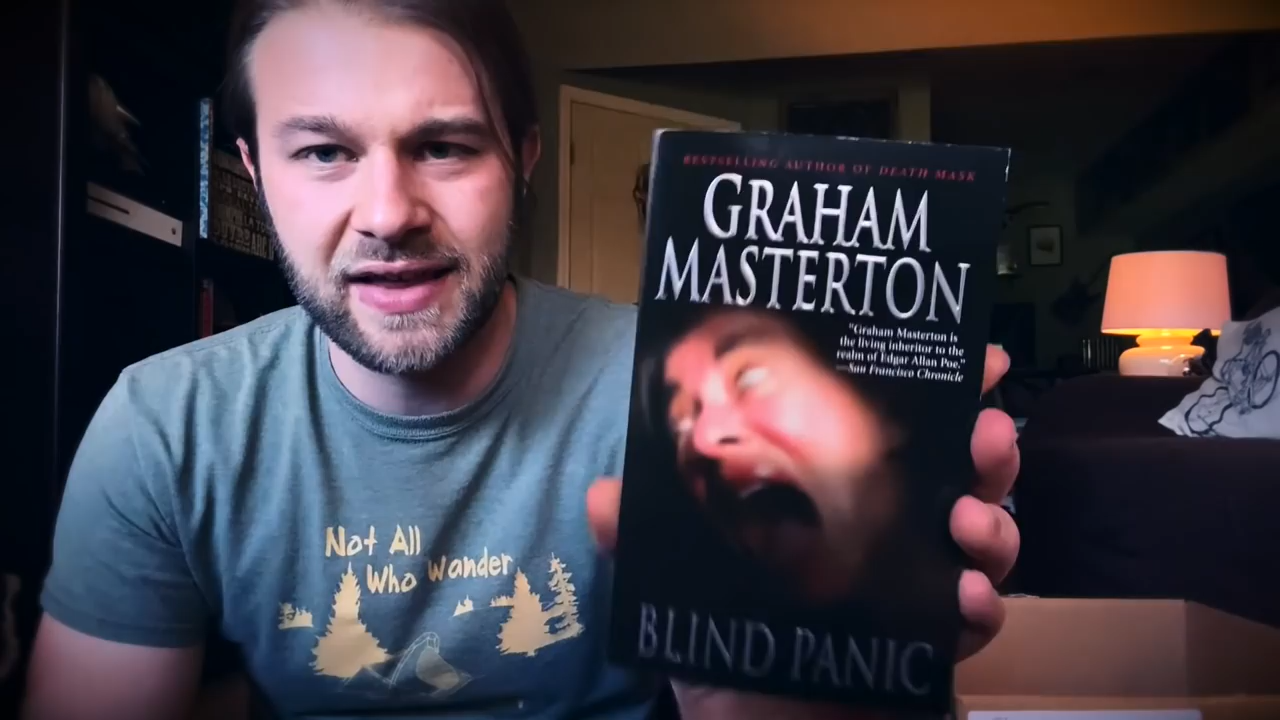 BESTSELLING AUTHOR OF DEATH MASK
GRAHAM
MASTERTON
"Graham Masterton is
the living inheritor to the
realm of Edgar Allan Poe."
—San Francisco Chronicle
BLIND PANIC
Not All
Who Wander